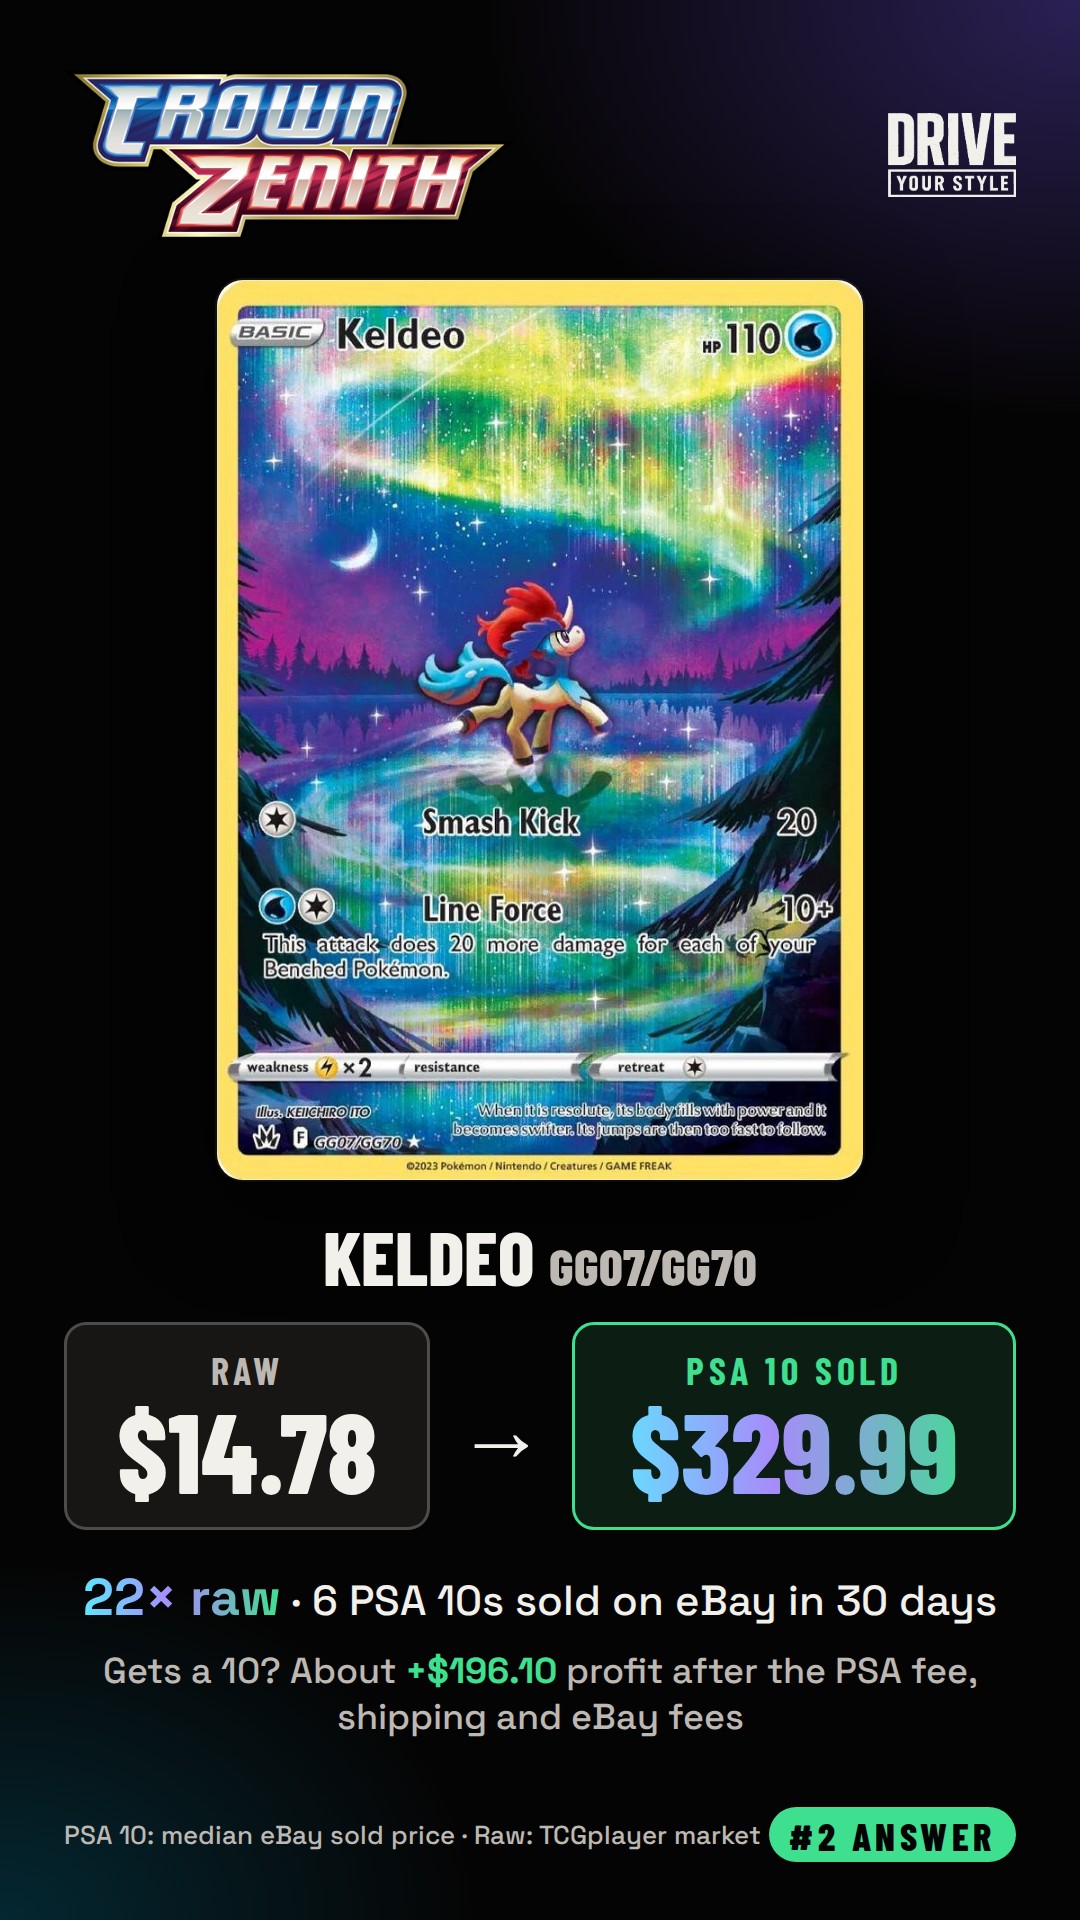 CROWN
ZENITH
DRIVE
YOUR STYLE
BASIC Keldeo HP 110
Smash Kick 20
Line Force 10+
This attack does 20 more damage for each of your
Benched Pokémon.
weakness ×2 resistance retreat
Illus. KEIICHIRO ITO
When it is resolute, its body fills with power and it
becomes swifter. Its jumps are then too fast to follow.
F GG07/GG70 ★
©2023 Pokémon / Nintendo / Creatures / GAME FREAK
KELDEO GG07/GG70
RAW
$14.78
→
PSA 10 SOLD
$329.99
22× raw · 6 PSA 10s sold on eBay in 30 days
Gets a 10? About +$196.10 profit after the PSA fee,
shipping and eBay fees
PSA 10: median eBay sold price · Raw: TCGplayer market
#2 ANSWER